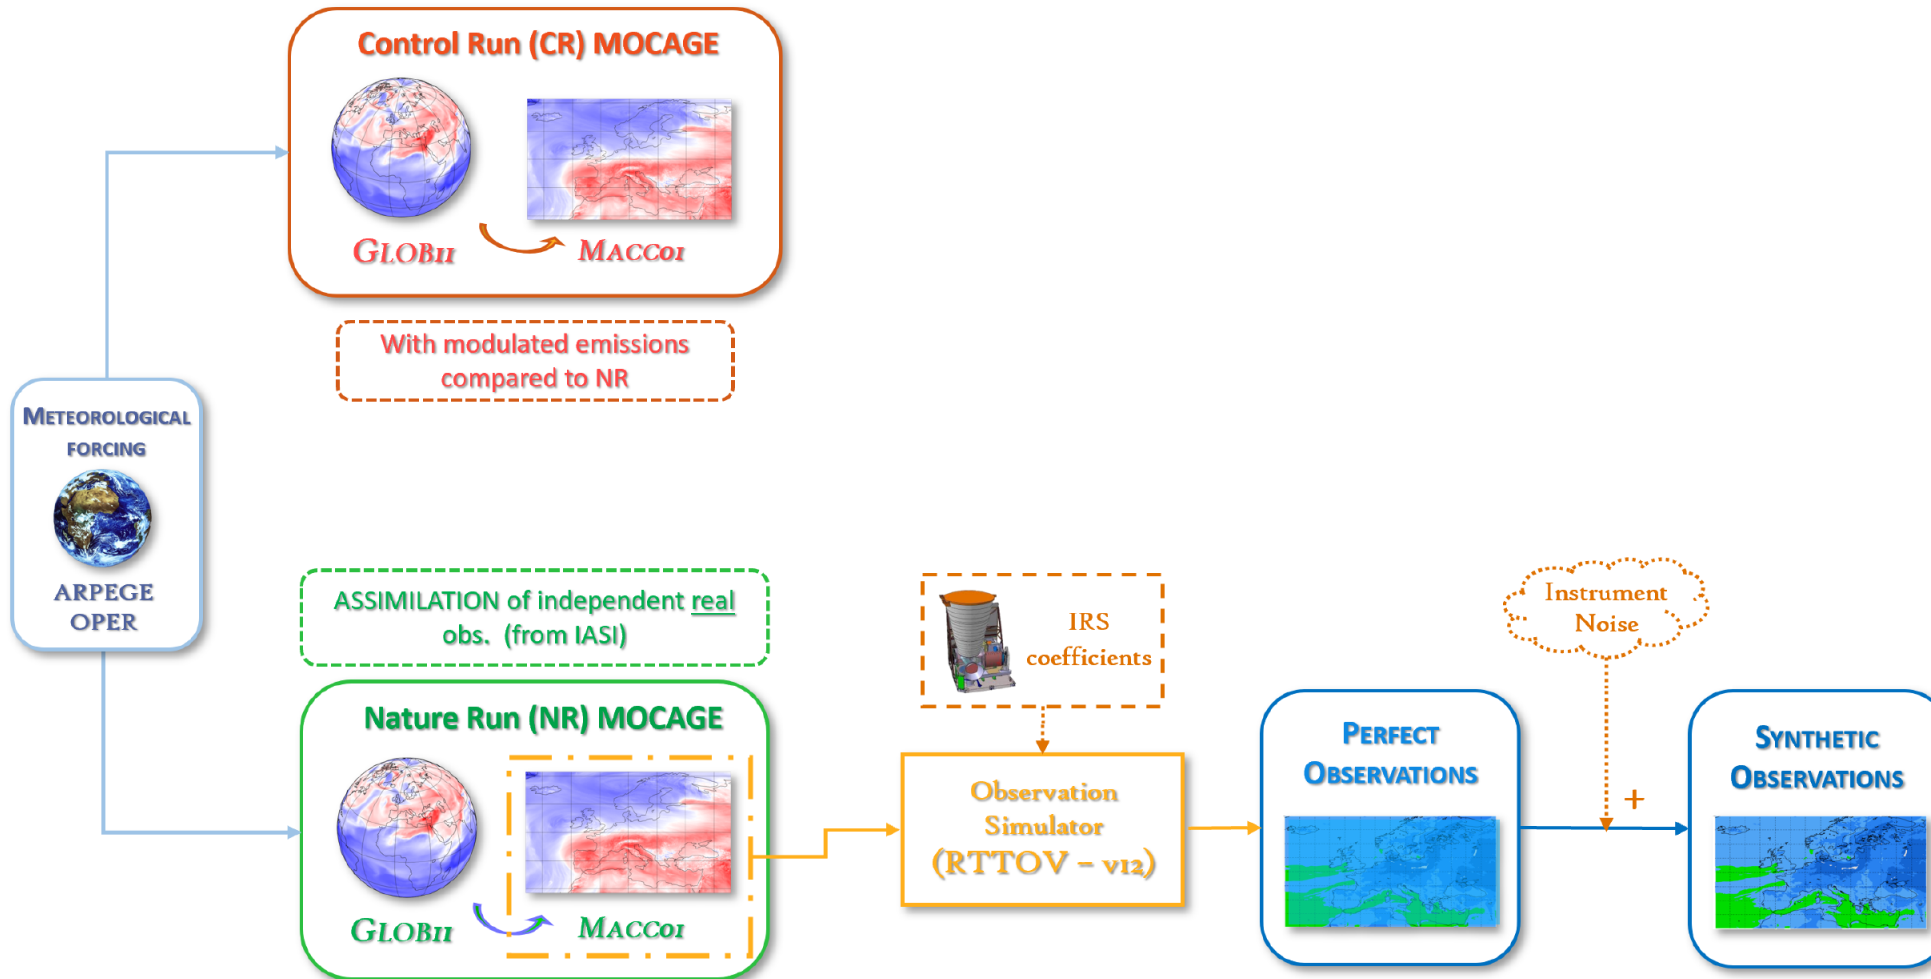 Control Run (CR) MOCAGE
GLOB11
MACC01
With modulated emissions
compared to NR
METEOROLOGICAL
FORCING
ARPEGE
OPER
ASSIMILATION of independent real
obs. (from IASI)
Nature Run (NR) MOCAGE
GLOB11
MACC01
IRS
coefficients
Observation
Simulator
(RTTOV – v12)
PERFECT
OBSERVATIONS
Instrument
Noise
+
SYNTHETIC
OBSERVATIONS